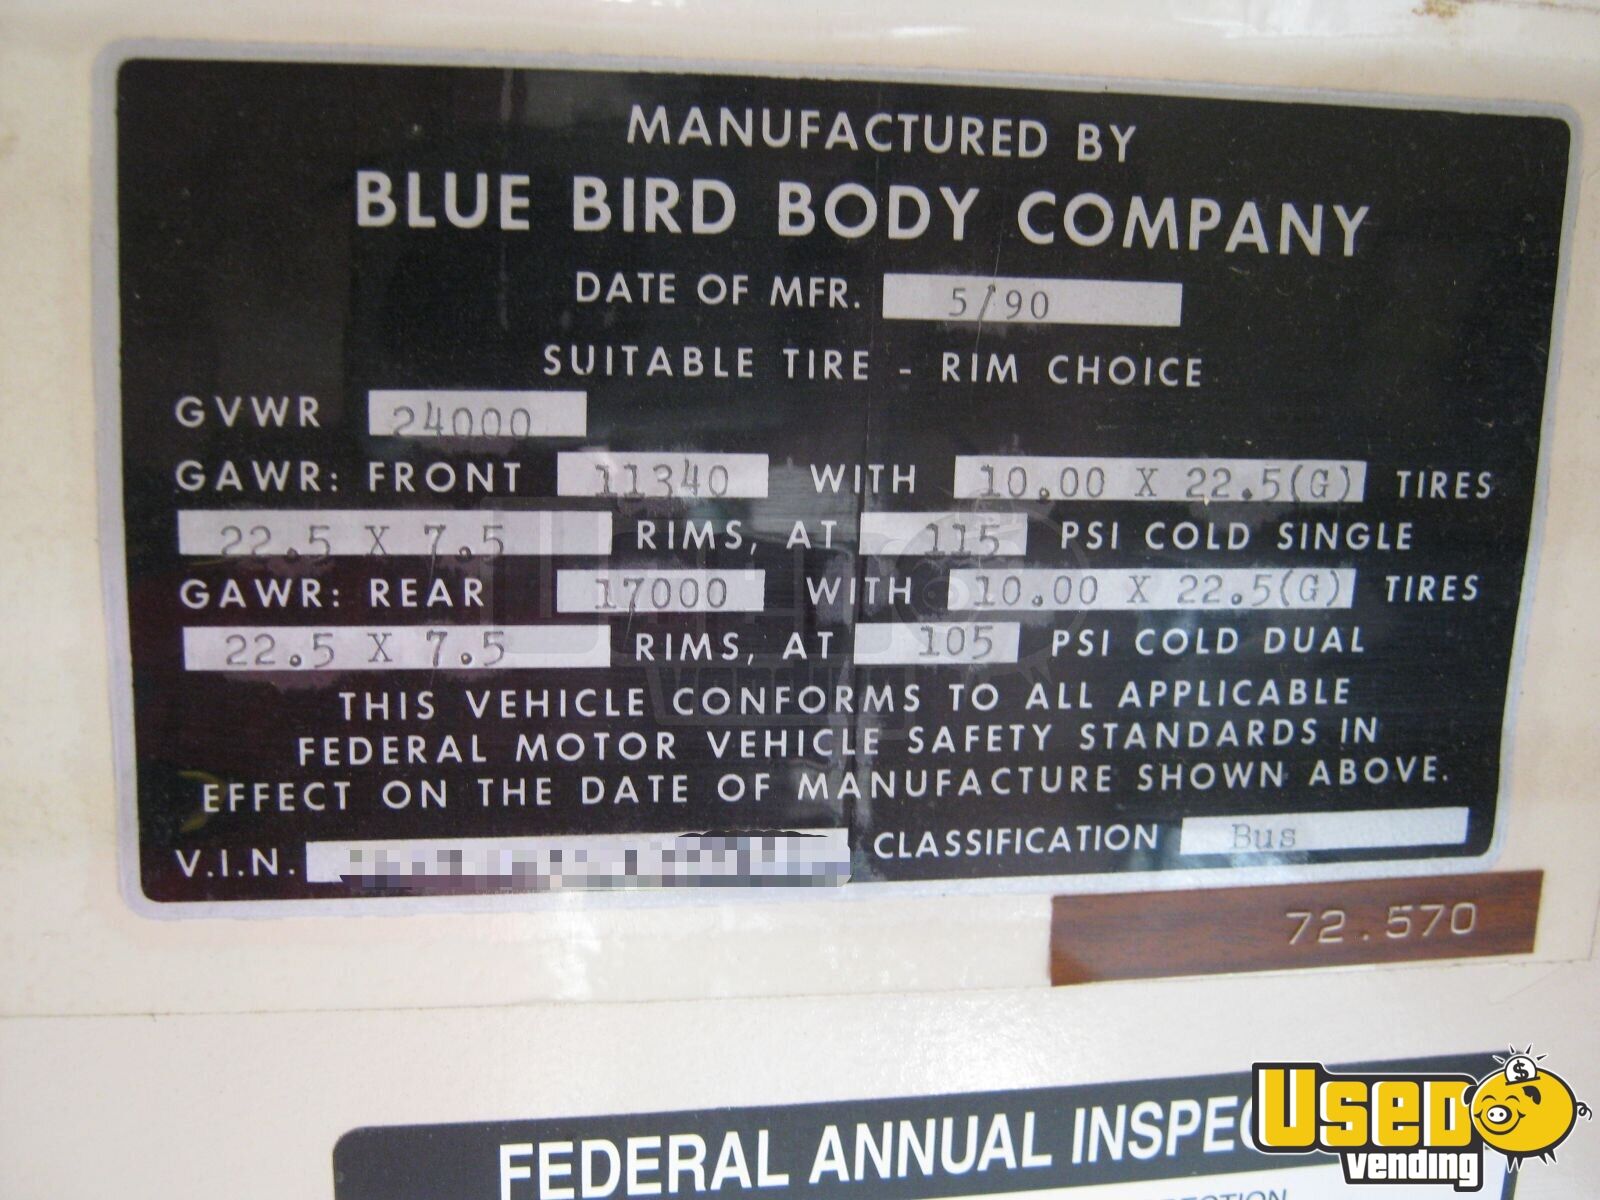 MANUFACTURED BY
BLUE BIRD BODY COMPANY
DATE OF MFR. 5/90
SUITABLE TIRE - RIM CHOICE
GVWR 24000
GAWR: FRONT 11340 WITH 10.00 X 22.5(G) TIRES
22.5 X 7.5 RIMS, AT 115 PSI COLD SINGLE
GAWR: REAR 17000 WITH 10.00 X 22.5(G) TIRES
22.5 X 7.5 RIMS, AT 105 PSI COLD DUAL
THIS VEHICLE CONFORMS TO ALL APPLICABLE
FEDERAL MOTOR VEHICLE SAFETY STANDARDS IN
EFFECT ON THE DATE OF MANUFACTURE SHOWN ABOVE.
V.I.N. CLASSIFICATION Bus
72.570
FEDERAL ANNUAL
USED
vending